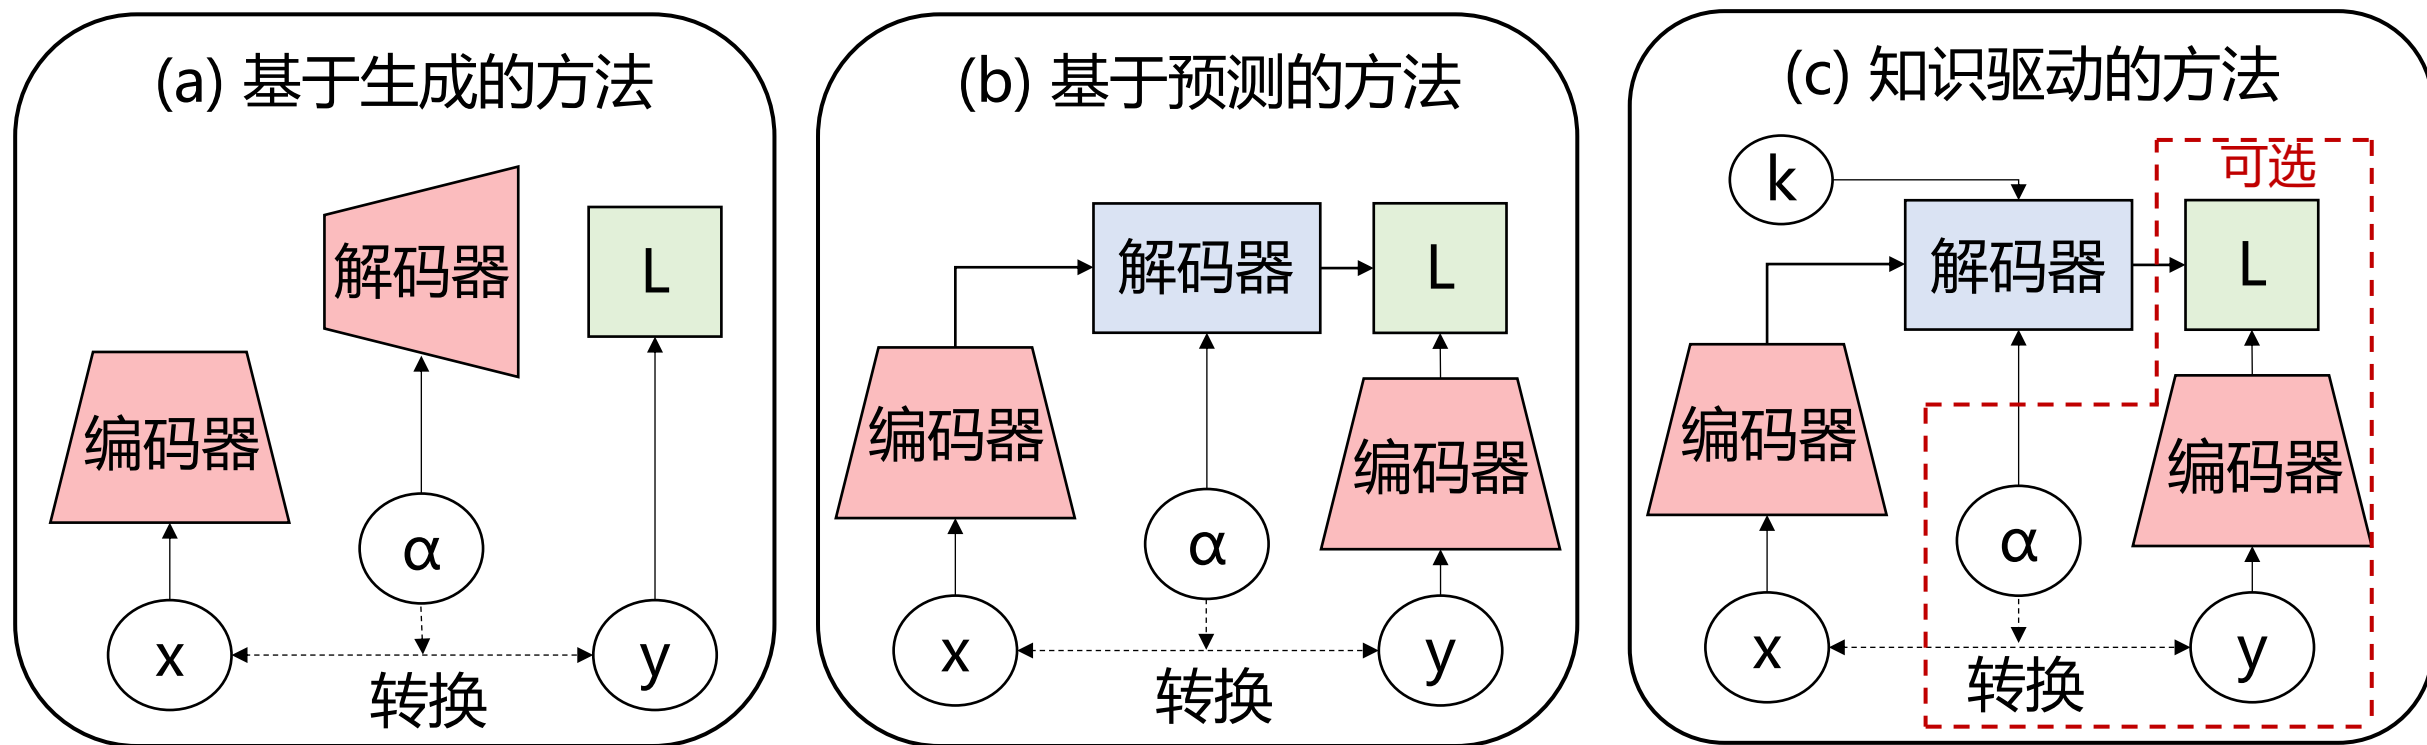 (a) 基于生成的方法
解码器
L
编码器
α
x
y
转换
(b) 基于预测的方法
解码器
L
编码器
编码器
α
x
y
转换
(c) 知识驱动的方法
k
可选
解码器
L
编码器
编码器
α
x
y
转换